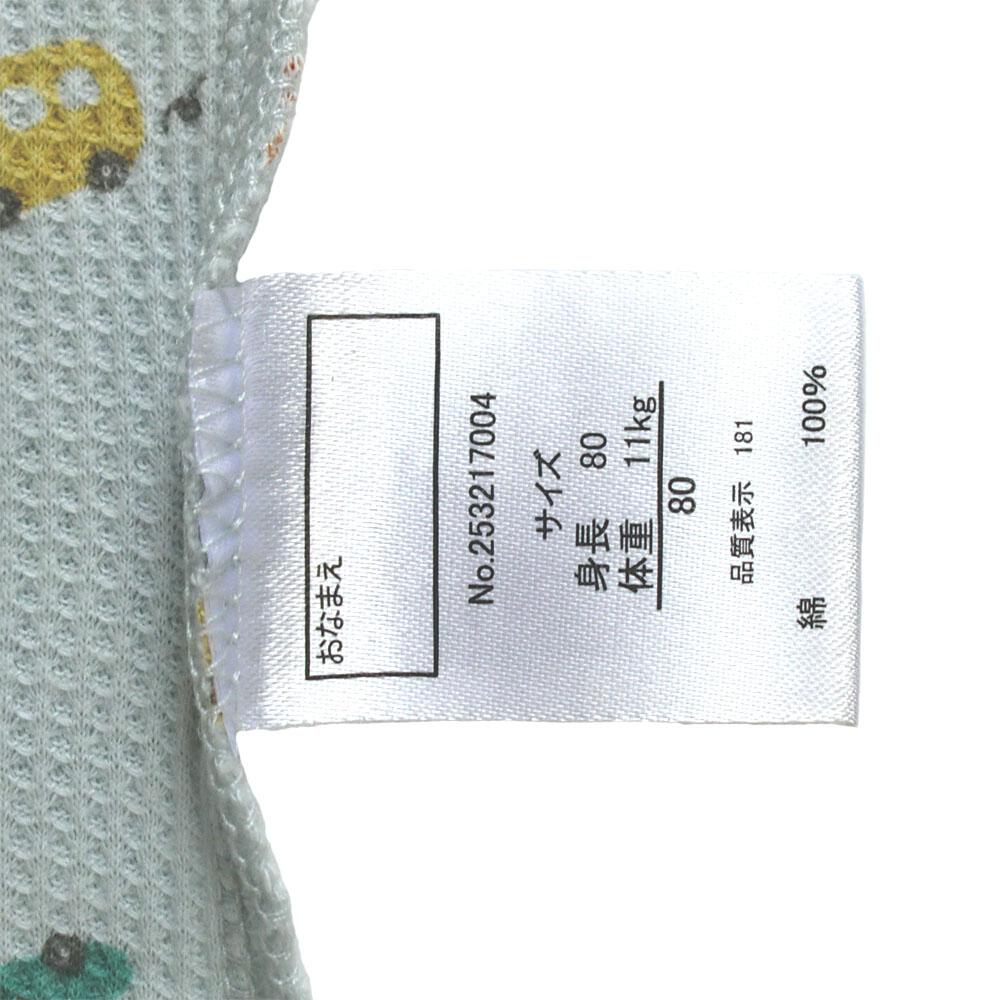 おなまえ
No.253217004
サイズ
身長 80
体重 11kg
80
品質表示 181
綿 100%